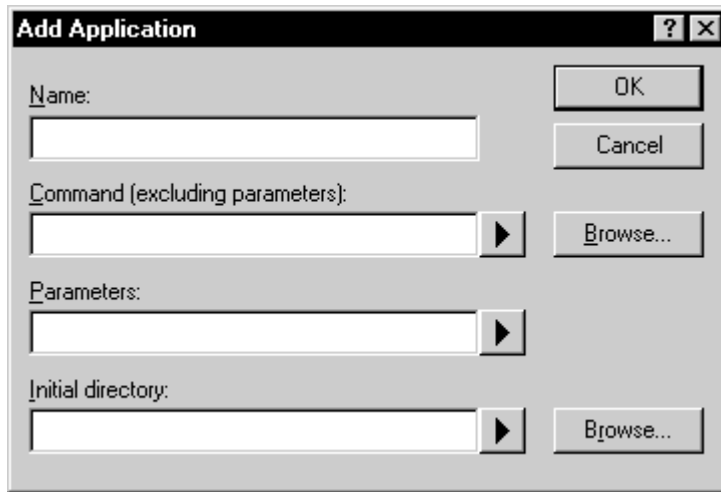 Add Application
Name:
OK
Cancel
Command (excluding parameters):
Browse...
Parameters:
Initial directory:
Browse...